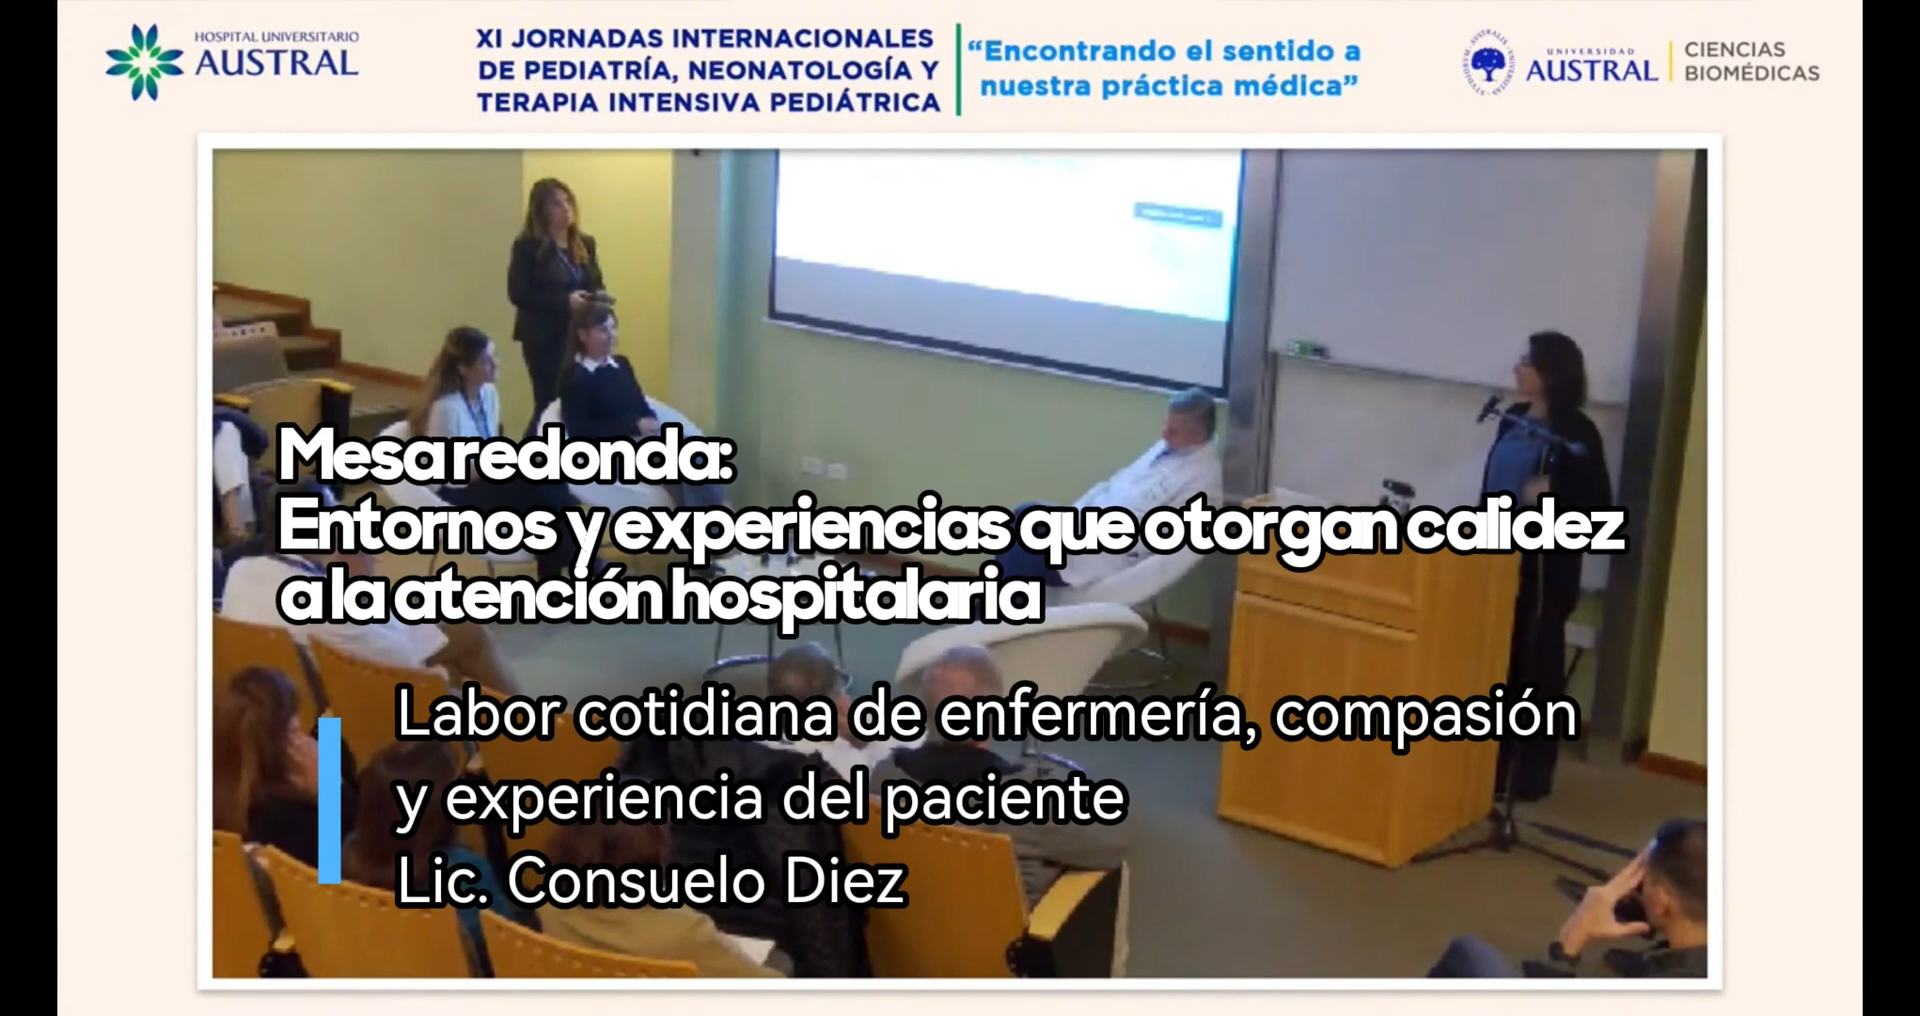 HOSPITAL UNIVERSITARIO
AUSTRAL
XI JORNADAS INTERNACIONALES
DE PEDIATRÍA, NEONATOLOGÍA Y
TERAPIA INTENSIVA PEDIÁTRICA
“Encontrando el sentido a
nuestra práctica médica”
UNIVERSIDAD
AUSTRAL
CIENCIAS
BIOMÉDICAS
Mesa redonda:
Entornos y experiencias que otorgan calidez
a la atención hospitalaria
Labor cotidiana de enfermería, compasión
y experiencia del paciente
Lic. Consuelo Diez